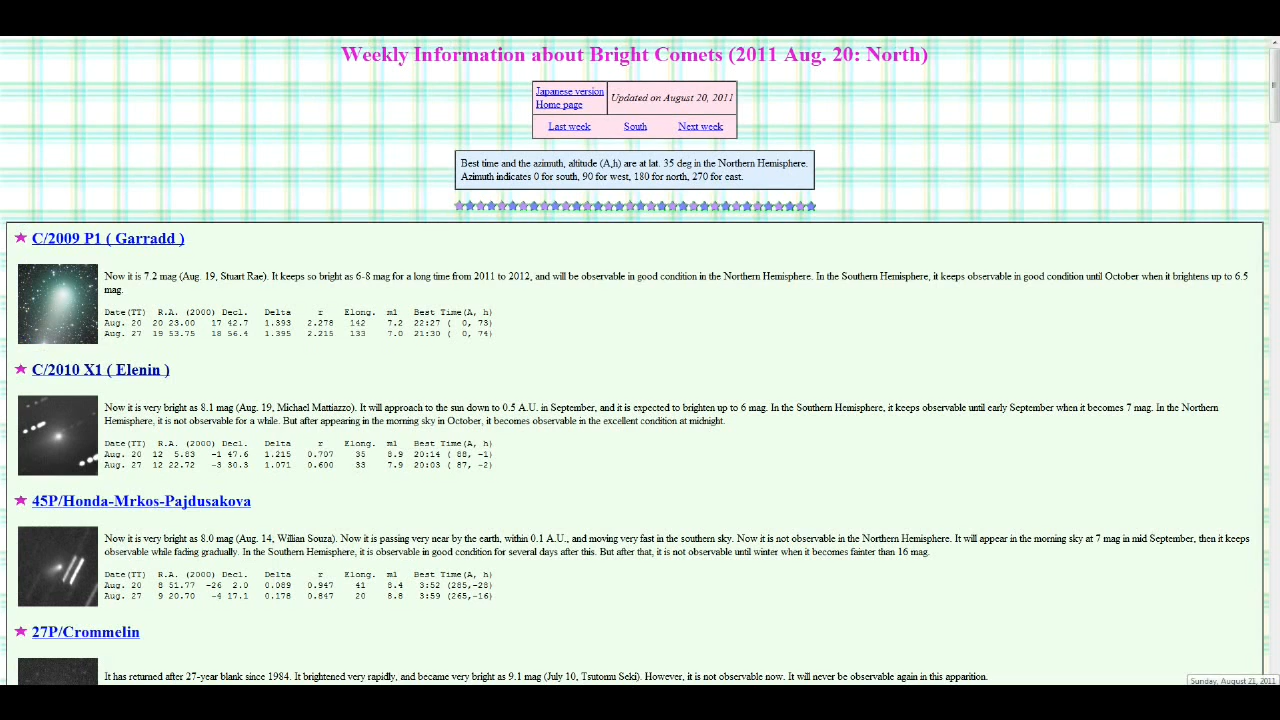 Weekly Information about Bright Comets (2011 Aug. 20: North)
Japanese version
Home page
Updated on August 20, 2011
Last week South Next week
Best time and the azimuth, altitude (A,h) are at lat. 35 deg in the Northern Hemisphere.
Azimuth indicates 0 for south, 90 for west, 180 for north, 270 for east.
C/2009 P1 ( Garradd )
Now it is 7.2 mag (Aug. 19, Stuart Rae). It keeps so bright as 6-8 mag for a long time from 2011 to 2012, and will be observable in good condition in the Northern Hemisphere. In the Southern Hemisphere, it keeps observable in good condition until October when it brightens up to 6.5
mag.
Date(TT) R.A. (2000) Decl. Delta r Elong. m1 Best Time(A, h)
Aug. 20 20 23.00 17 42.7 1.393 2.278 142 7.2 22:27 ( 0, 73)
Aug. 27 19 53.75 18 56.4 1.395 2.215 133 7.0 21:30 ( 0, 74)
C/2010 X1 ( Elenin )
Now it is very bright as 8.1 mag (Aug. 19, Michael Mattiazzo). It will approach to the sun down to 0.5 A.U. in September, and it is expected to brighten up to 6 mag. In the Southern Hemisphere, it keeps observable until early September when it becomes 7 mag. In the Northern
Hemisphere, it is not observable for a while. But after appearing in the morning sky in October, it becomes observable in the excellent condition at midnight.
Date(TT) R.A. (2000) Decl. Delta r Elong. m1 Best Time(A, h)
Aug. 20 12 5.83 -1 47.6 1.215 0.707 35 8.9 20:14 ( 88, -1)
Aug. 27 12 22.72 -3 30.3 1.071 0.600 33 7.9 20:03 ( 87, -2)
45P/Honda-Mrkos-Pajdusakova
Now it is very bright as 8.0 mag (Aug. 14, Willian Souza). Now it is passing very near by the earth, within 0.1 A.U., and moving very fast in the southern sky. Now it is not observable in the Northern Hemisphere. It will appear in the morning sky at 7 mag in mid September, then it keeps
observable while fading gradually. In the Southern Hemisphere, it is observable in good condition for several days after this. But after that, it is not observable until winter when it becomes fainter than 16 mag.
Date(TT) R.A. (2000) Decl. Delta r Elong. m1 Best Time(A, h)
Aug. 20 8 51.77 -26 2.0 0.089 0.947 41 8.4 3:52 (285,-28)
Aug. 27 9 20.70 -4 17.1 0.178 0.847 20 8.8 3:59 (265,-16)
27P/Crommelin
It has returned after 27-year blank since 1984. It brightened very rapidly, and became very bright as 9.1 mag (July 10, Tsutomu Seki). However, it is not observable now. It will never be observable again in this apparition.
Sunday, August 21, 2011